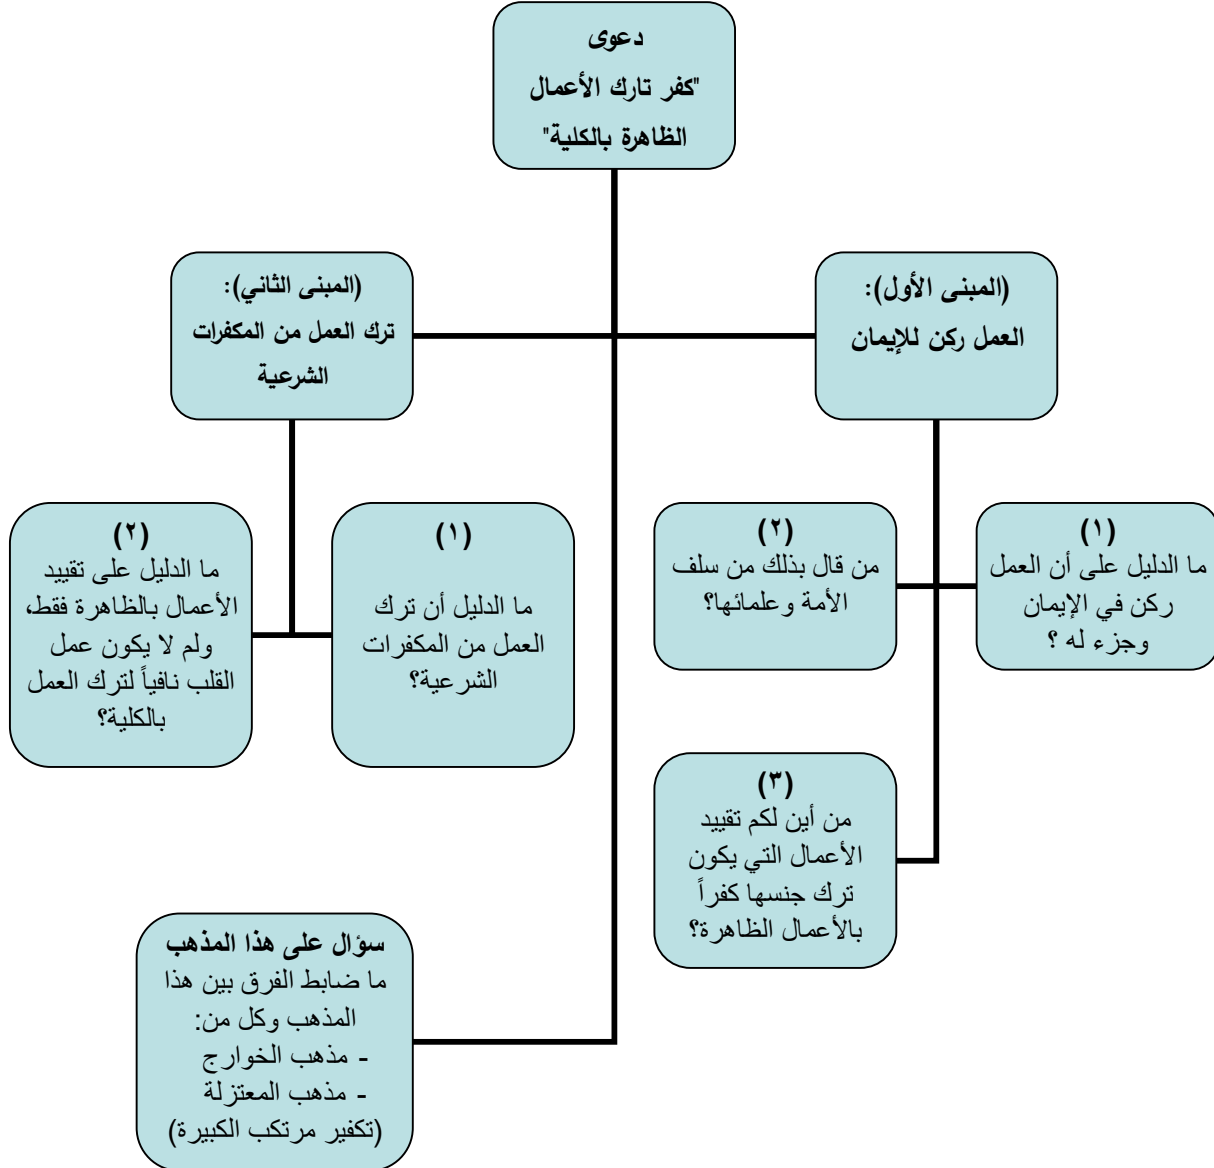 دعوى
"كفر تارك الأعمال
الظاهرة بالكلية"
(المبنى الأول):
العمل ركن للإيمان
(المبنى الثاني):
ترك العمل من المكفرات
الشرعية
(١)
ما الدليل على أن العمل
ركن في الإيمان
وجزء له ؟
(٢)
من قال بذلك من سلف
الأمة وعلمائها؟
(٣)
من أين لكم تقييد
الأعمال التي يكون
ترك جنسها كفراً
بالأعمال الظاهرة؟
(١)
ما الدليل أن ترك
العمل من المكفرات
الشرعية؟
(٢)
ما الدليل على تقييد
الأعمال بالظاهرة فقط،
ولم لا يكون عمل
القلب نافياً لترك العمل
بالكلية؟
سؤال على هذا المذهب
ما ضابط الفرق بين هذا
المذهب وكل من:
- مذهب الخوارج
- مذهب المعتزلة
(تكفير مرتكب الكبيرة)